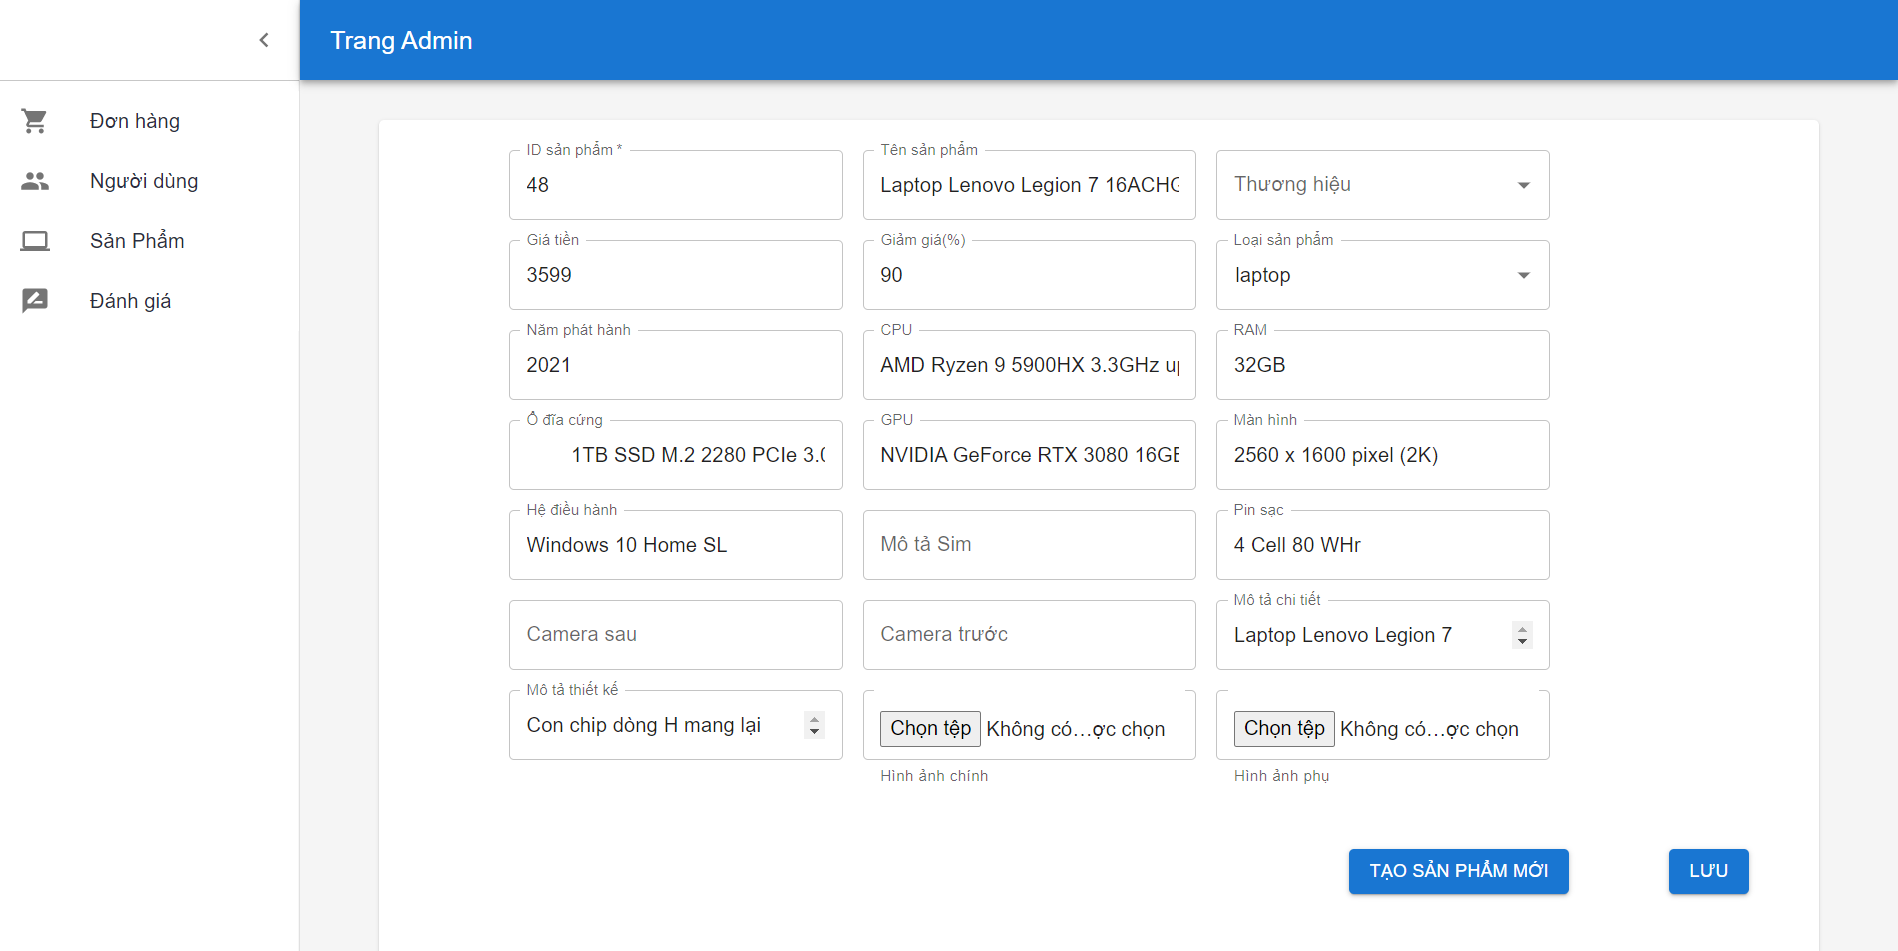 Trang Admin
Đơn hàng
Người dùng
Sản Phẩm
Đánh giá
ID sản phẩm *
48
Tên sản phẩm
Laptop Lenovo Legion 7 16ACHG
Thương hiệu
Giá tiền
3599
Giảm giá(%)
90
Loại sản phẩm
laptop
Năm phát hành
2021
CPU
AMD Ryzen 9 5900HX 3.3GHz up
RAM
32GB
Ổ đĩa cứng
1TB SSD M.2 2280 PCIe 3.0
GPU
NVIDIA GeForce RTX 3080 16GB
Màn hình
2560 x 1600 pixel (2K)
Hệ điều hành
Windows 10 Home SL
Mô tả Sim
Pin sạc
4 Cell 80 WHr
Camera sau
Camera trước
Mô tả chi tiết
Laptop Lenovo Legion 7
Mô tả thiết kế
Con chip dòng H mang lại
Chọn tệp Không có...ợc chọn
Hình ảnh chính
Chọn tệp Không có...ợc chọn
Hình ảnh phụ
TẠO SẢN PHẨM MỚI
LƯU